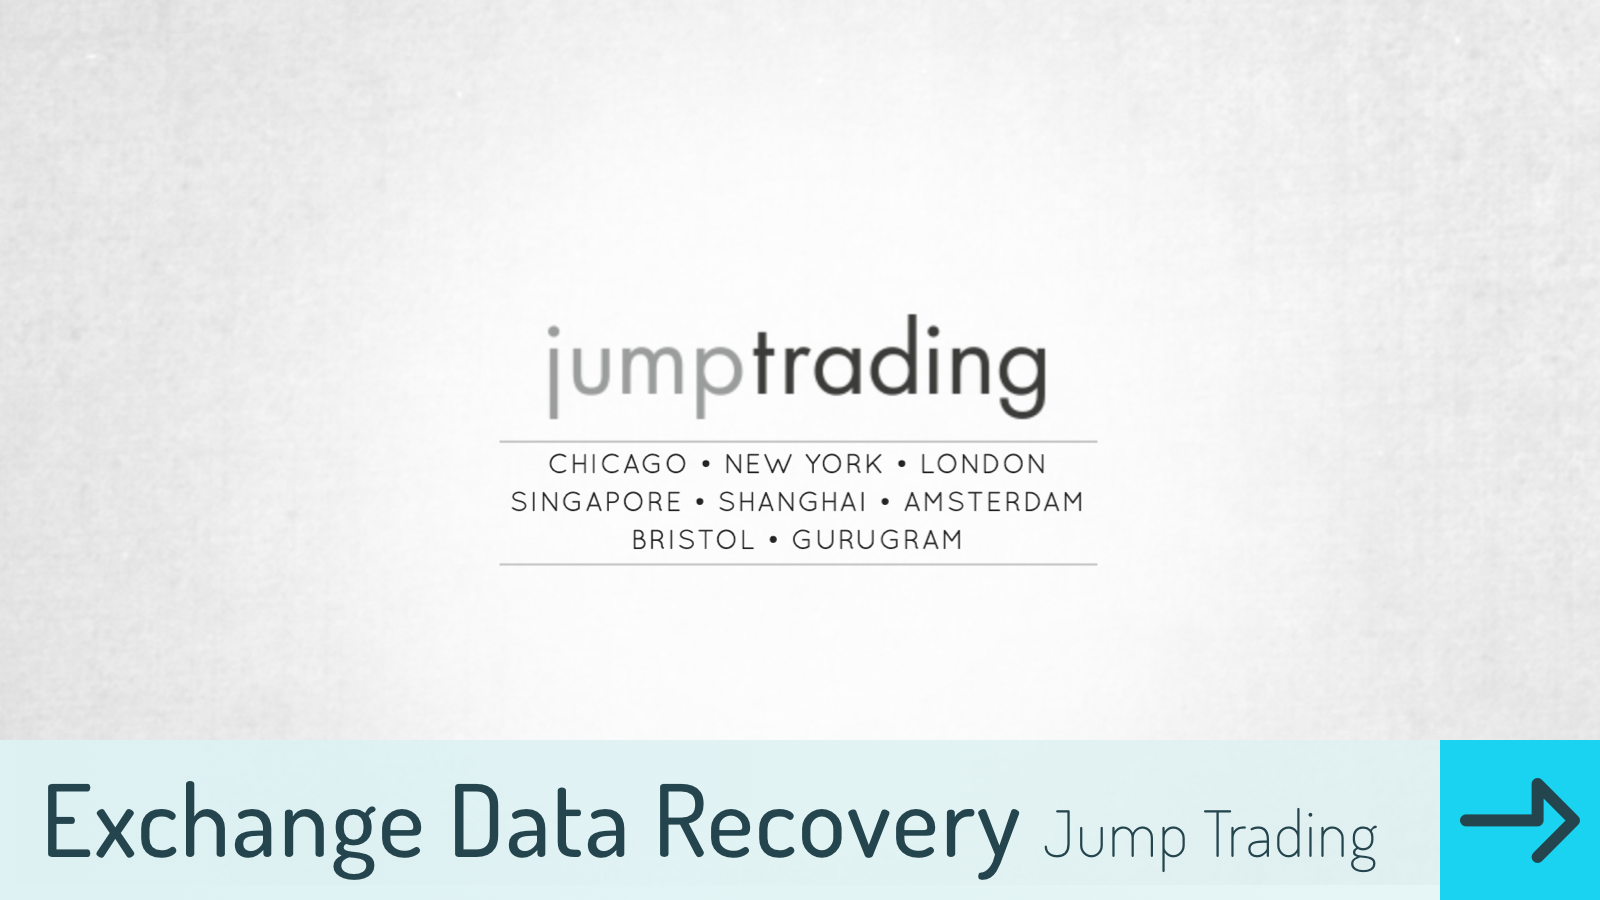 jumptrading
CHICAGO • NEW YORK • LONDON
SINGAPORE • SHANGHAI • AMSTERDAM
BRISTOL • GURUGRAM
Exchange Data Recovery Jump Trading